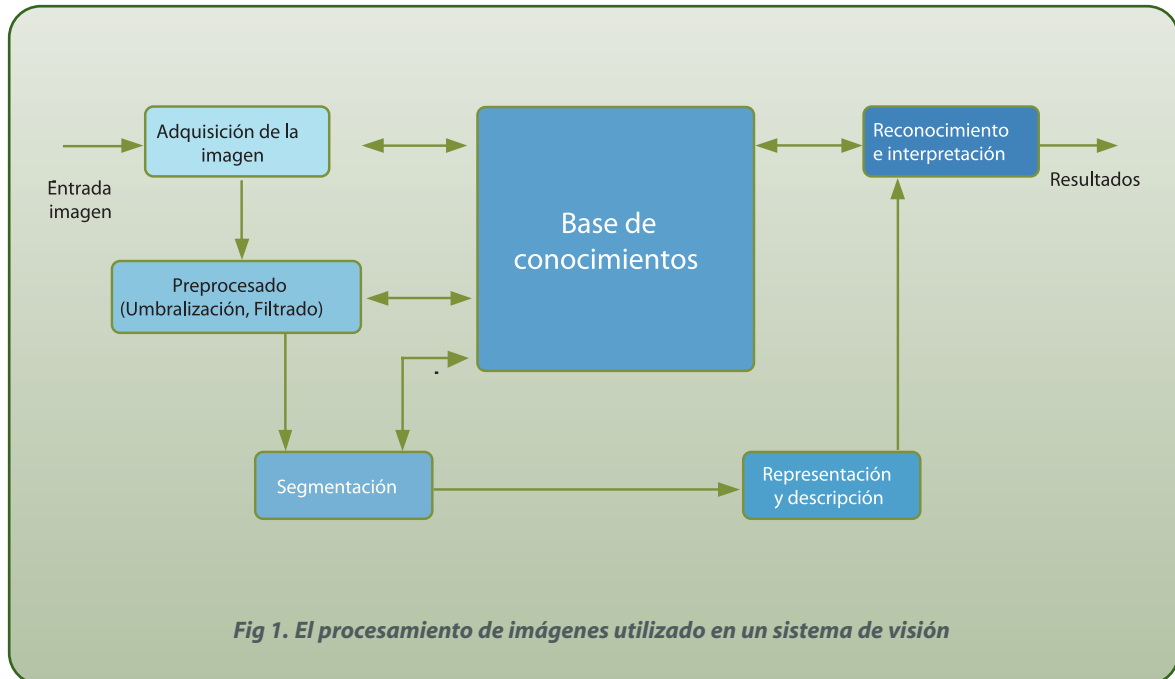 Adquisición de la
imagen
Entrada
imagen
Preprocesado
(Umbralización, Filtrado)
Segmentación
Base de
conocimientos
Reconocimiento
e interpretación
Resultados
Representación
y descripción
Fig 1. El procesamiento de imágenes utilizado en un sistema de visión